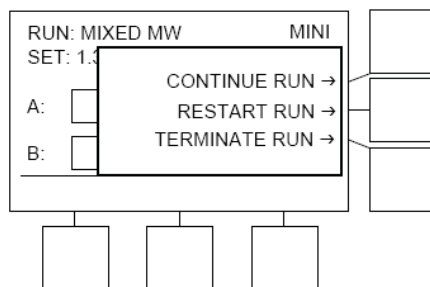 RUN: MIXED MW MINI
SET: 1.3
CONTINUE RUN →
A:
RESTART RUN →
TERMINATE RUN →
B: